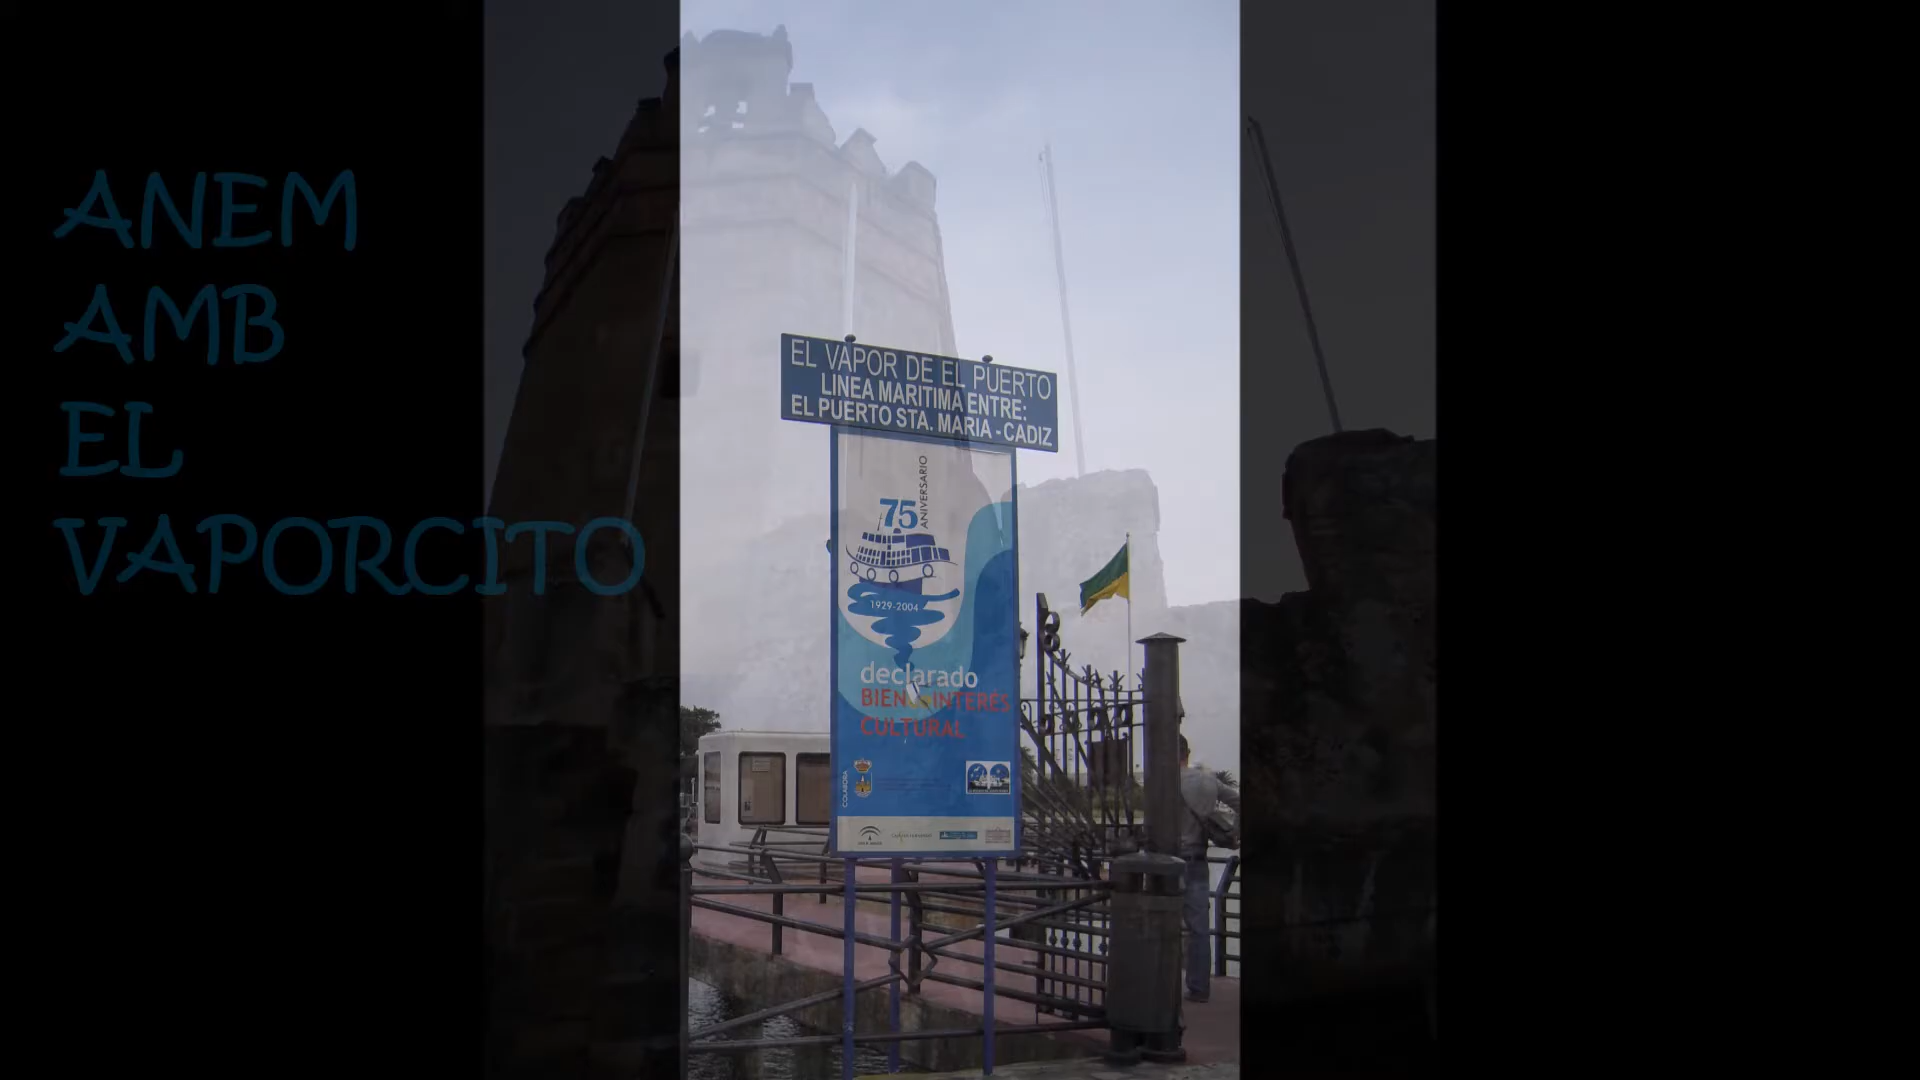 ANEM
AMB
EL
VAPORCITO
EL VAPOR DE EL PUERTO
LINEA MARITIMA ENTRE:
EL PUERTO STA. MARIA - CADIZ
75
ANIVERSARIO
1929-2004
declarado
BIEN INTERÉS
CULTURAL
COLABORA